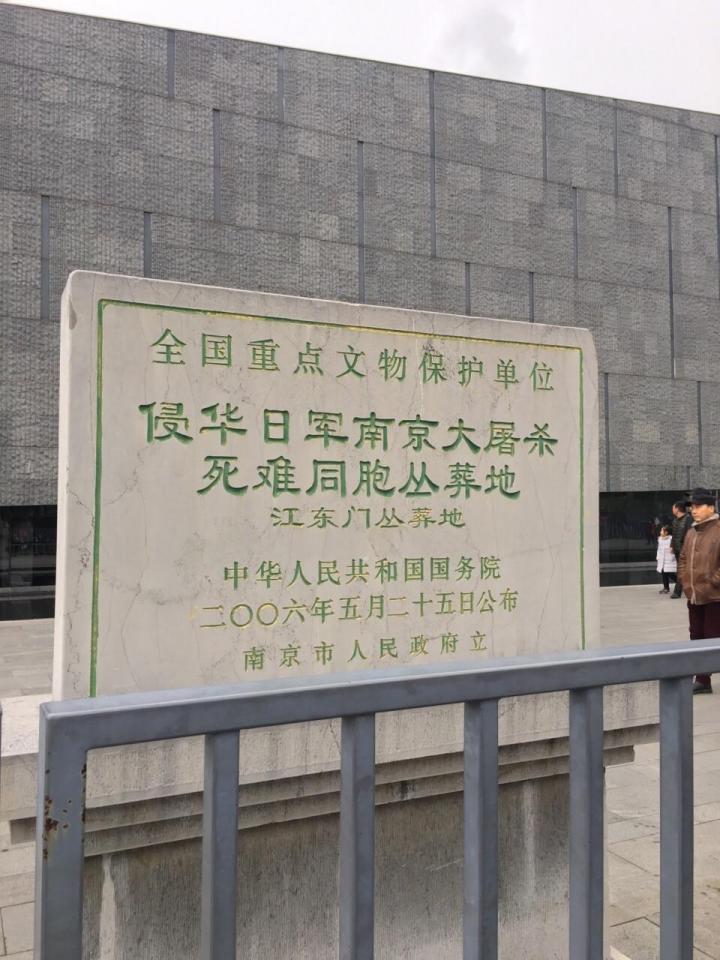 全国重点文物保护单位
侵华日军南京大屠杀
死难同胞丛葬地
江东门丛葬地
中华人民共和国国务院
二〇〇六年五月二十五日公布
南京市人民政府立